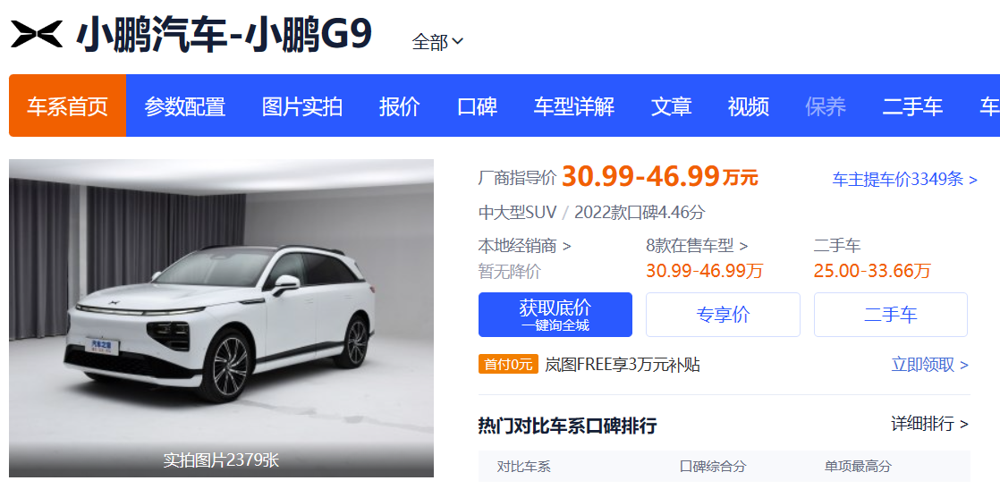 小鹏汽车-小鹏G9 全部
车系首页 参数配置 图片实拍 报价 口碑 车型详解 文章 视频 保养 二手车 车
厂商指导价 30.99-46.99万元 车主提车价3349条 >
中大型SUV / 2022款口碑4.46分
本地经销商 > 8款在售车型 > 二手车
暂无降价 30.99-46.99万 25.00-33.66万
获取底价 专享价 二手车
一键询全城
首付0元 岚图FREE享3万元补贴 立即领取 >
热门对比车系口碑排行 详细排行 >
对比车系 口碑综合分 单项最高分
汽车之家
实拍图片2379张